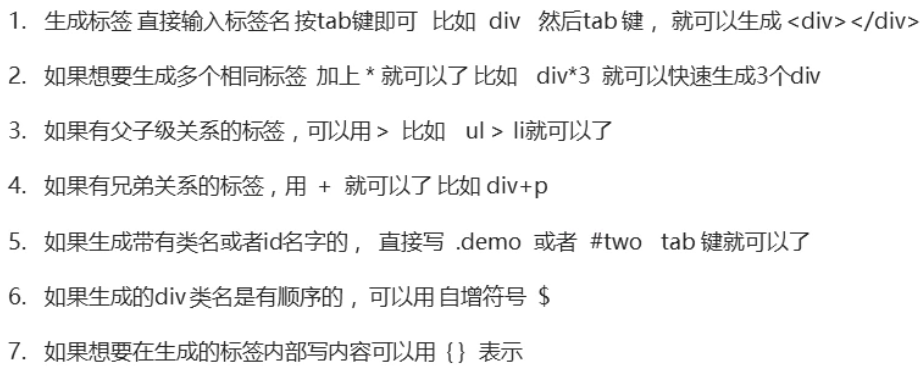 1. 生成标签 直接输入标签名 按tab键即可 比如 div 然后tab 键， 就可以生成 <div></div>
2. 如果想要生成多个相同标签 加上 * 就可以了 比如 div*3 就可以快速生成3个div
3. 如果有父子级关系的标签，可以用 > 比如 ul > li就可以了
4. 如果有兄弟关系的标签，用 + 就可以了 比如 div+p
5. 如果生成带有类名或者id名字的， 直接写 .demo 或者 #two tab 键就可以了
6. 如果生成的div 类名是有顺序的， 可以用 自增符号 $
7. 如果想要在生成的标签内部写内容可以用 { } 表示